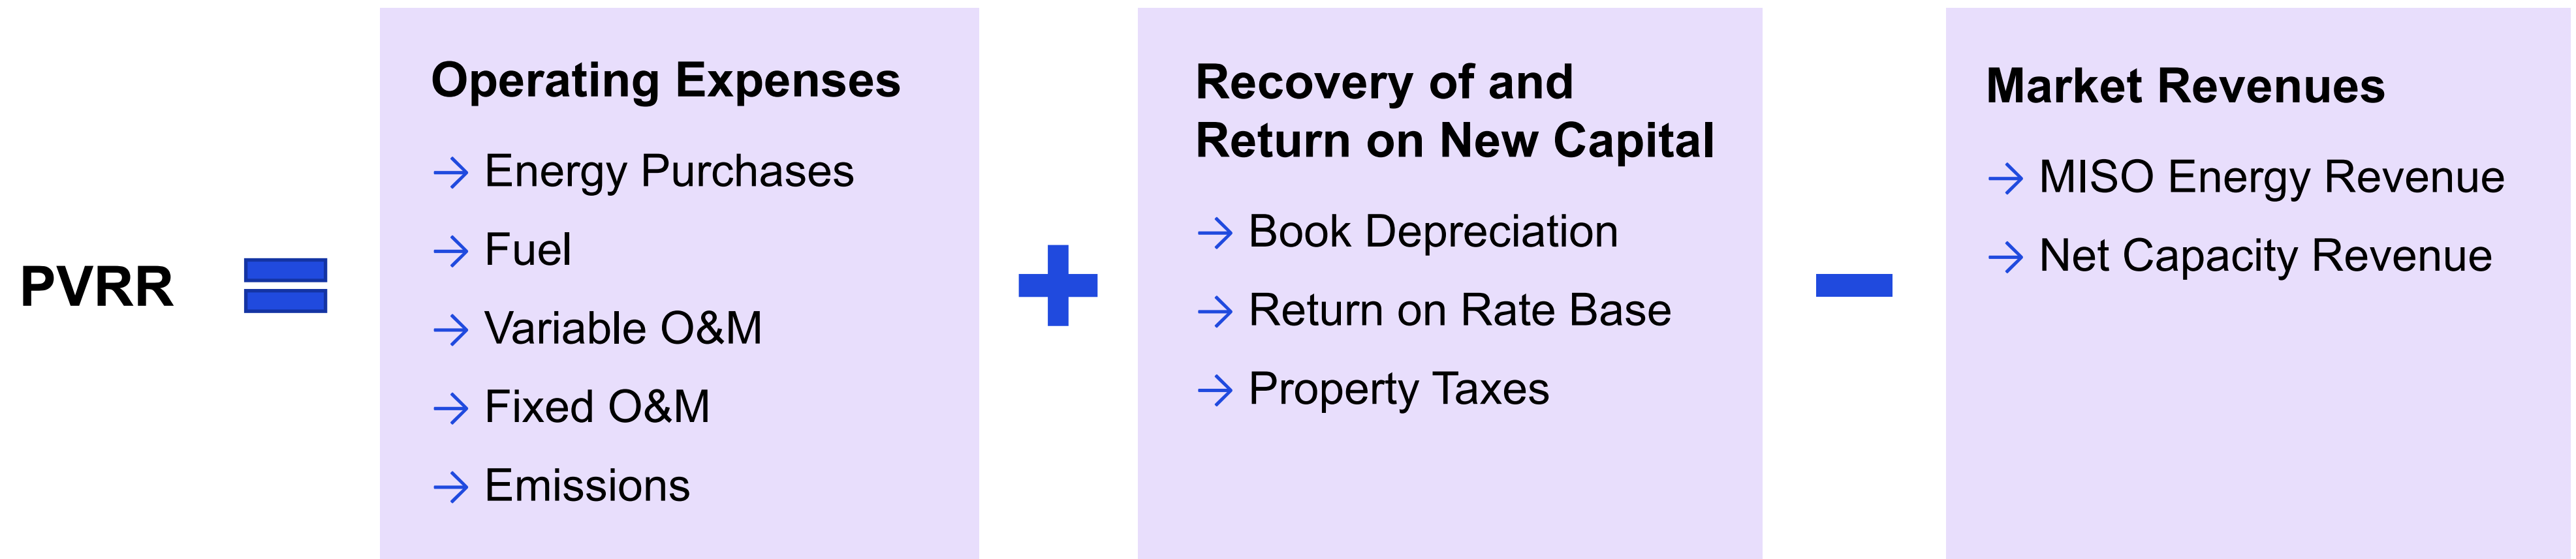 PVRR
Operating Expenses
→ Energy Purchases
→ Fuel
→ Variable O&M
→ Fixed O&M
→ Emissions
Recovery of and
Return on New Capital
→ Book Depreciation
→ Return on Rate Base
→ Property Taxes
Market Revenues
→ MISO Energy Revenue
→ Net Capacity Revenue